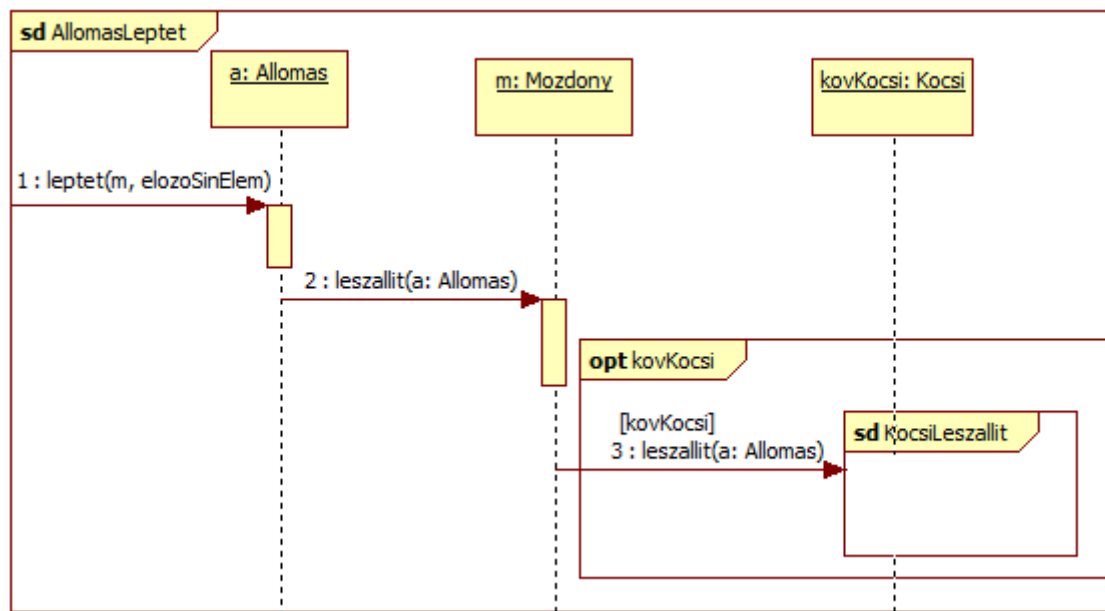 sd AllomasLeptet
a: Allomas
m: Mozdony
kovKocsi: Kocsi
1 : leptet(m, elozoSinElem)
2 : leszallit(a: Allomas)
opt kovKocsi
[kovKocsi]
3 : leszallit(a: Allomas)
sd KocsiLeszallit